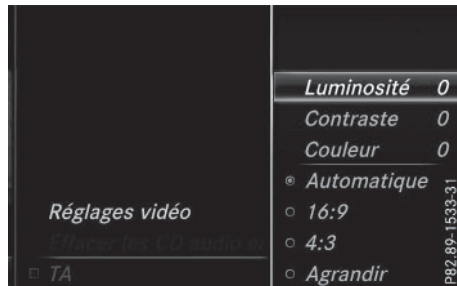 Luminosité 0
Contraste 0
Couleur 0
Automatique
16:9
4:3
Agrandir
Réglages vidéo
Effacer les CD audio
TA
P82.89-1533-31